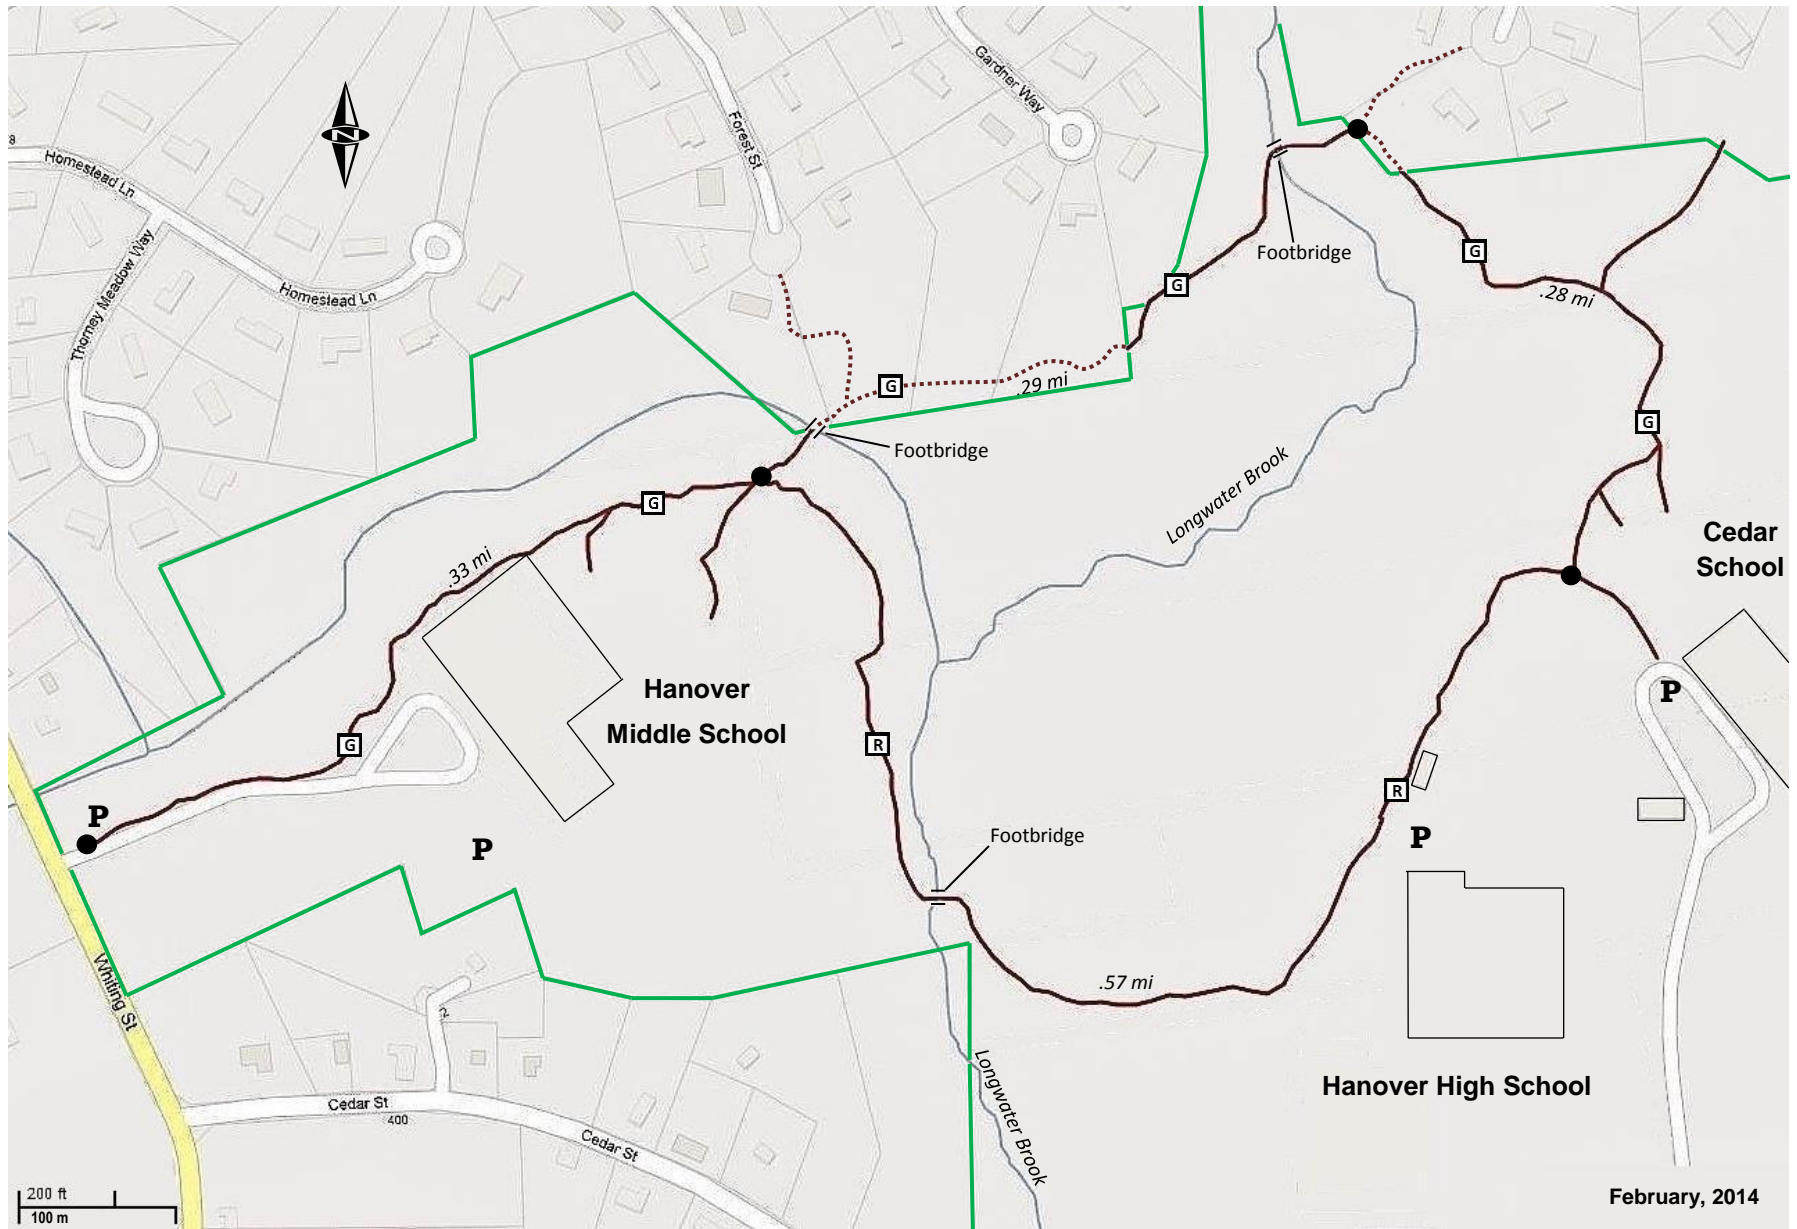 Gardner Way
Forest St
8
Homestead Ln
N
Thorney Meadow Way
Homestead Ln
Footbridge
G
G
.28 mi
G
.29 mi
G
Footbridge
Longwater Brook
G
.33 mi
Cedar
School
Hanover
Middle School
P
G
R
R
P
P
P
Footbridge
Whiting St
.57 mi
Longwater Brook
Hanover High School
Cedar St
400
Cedar St
200 ft
100 m
February, 2014